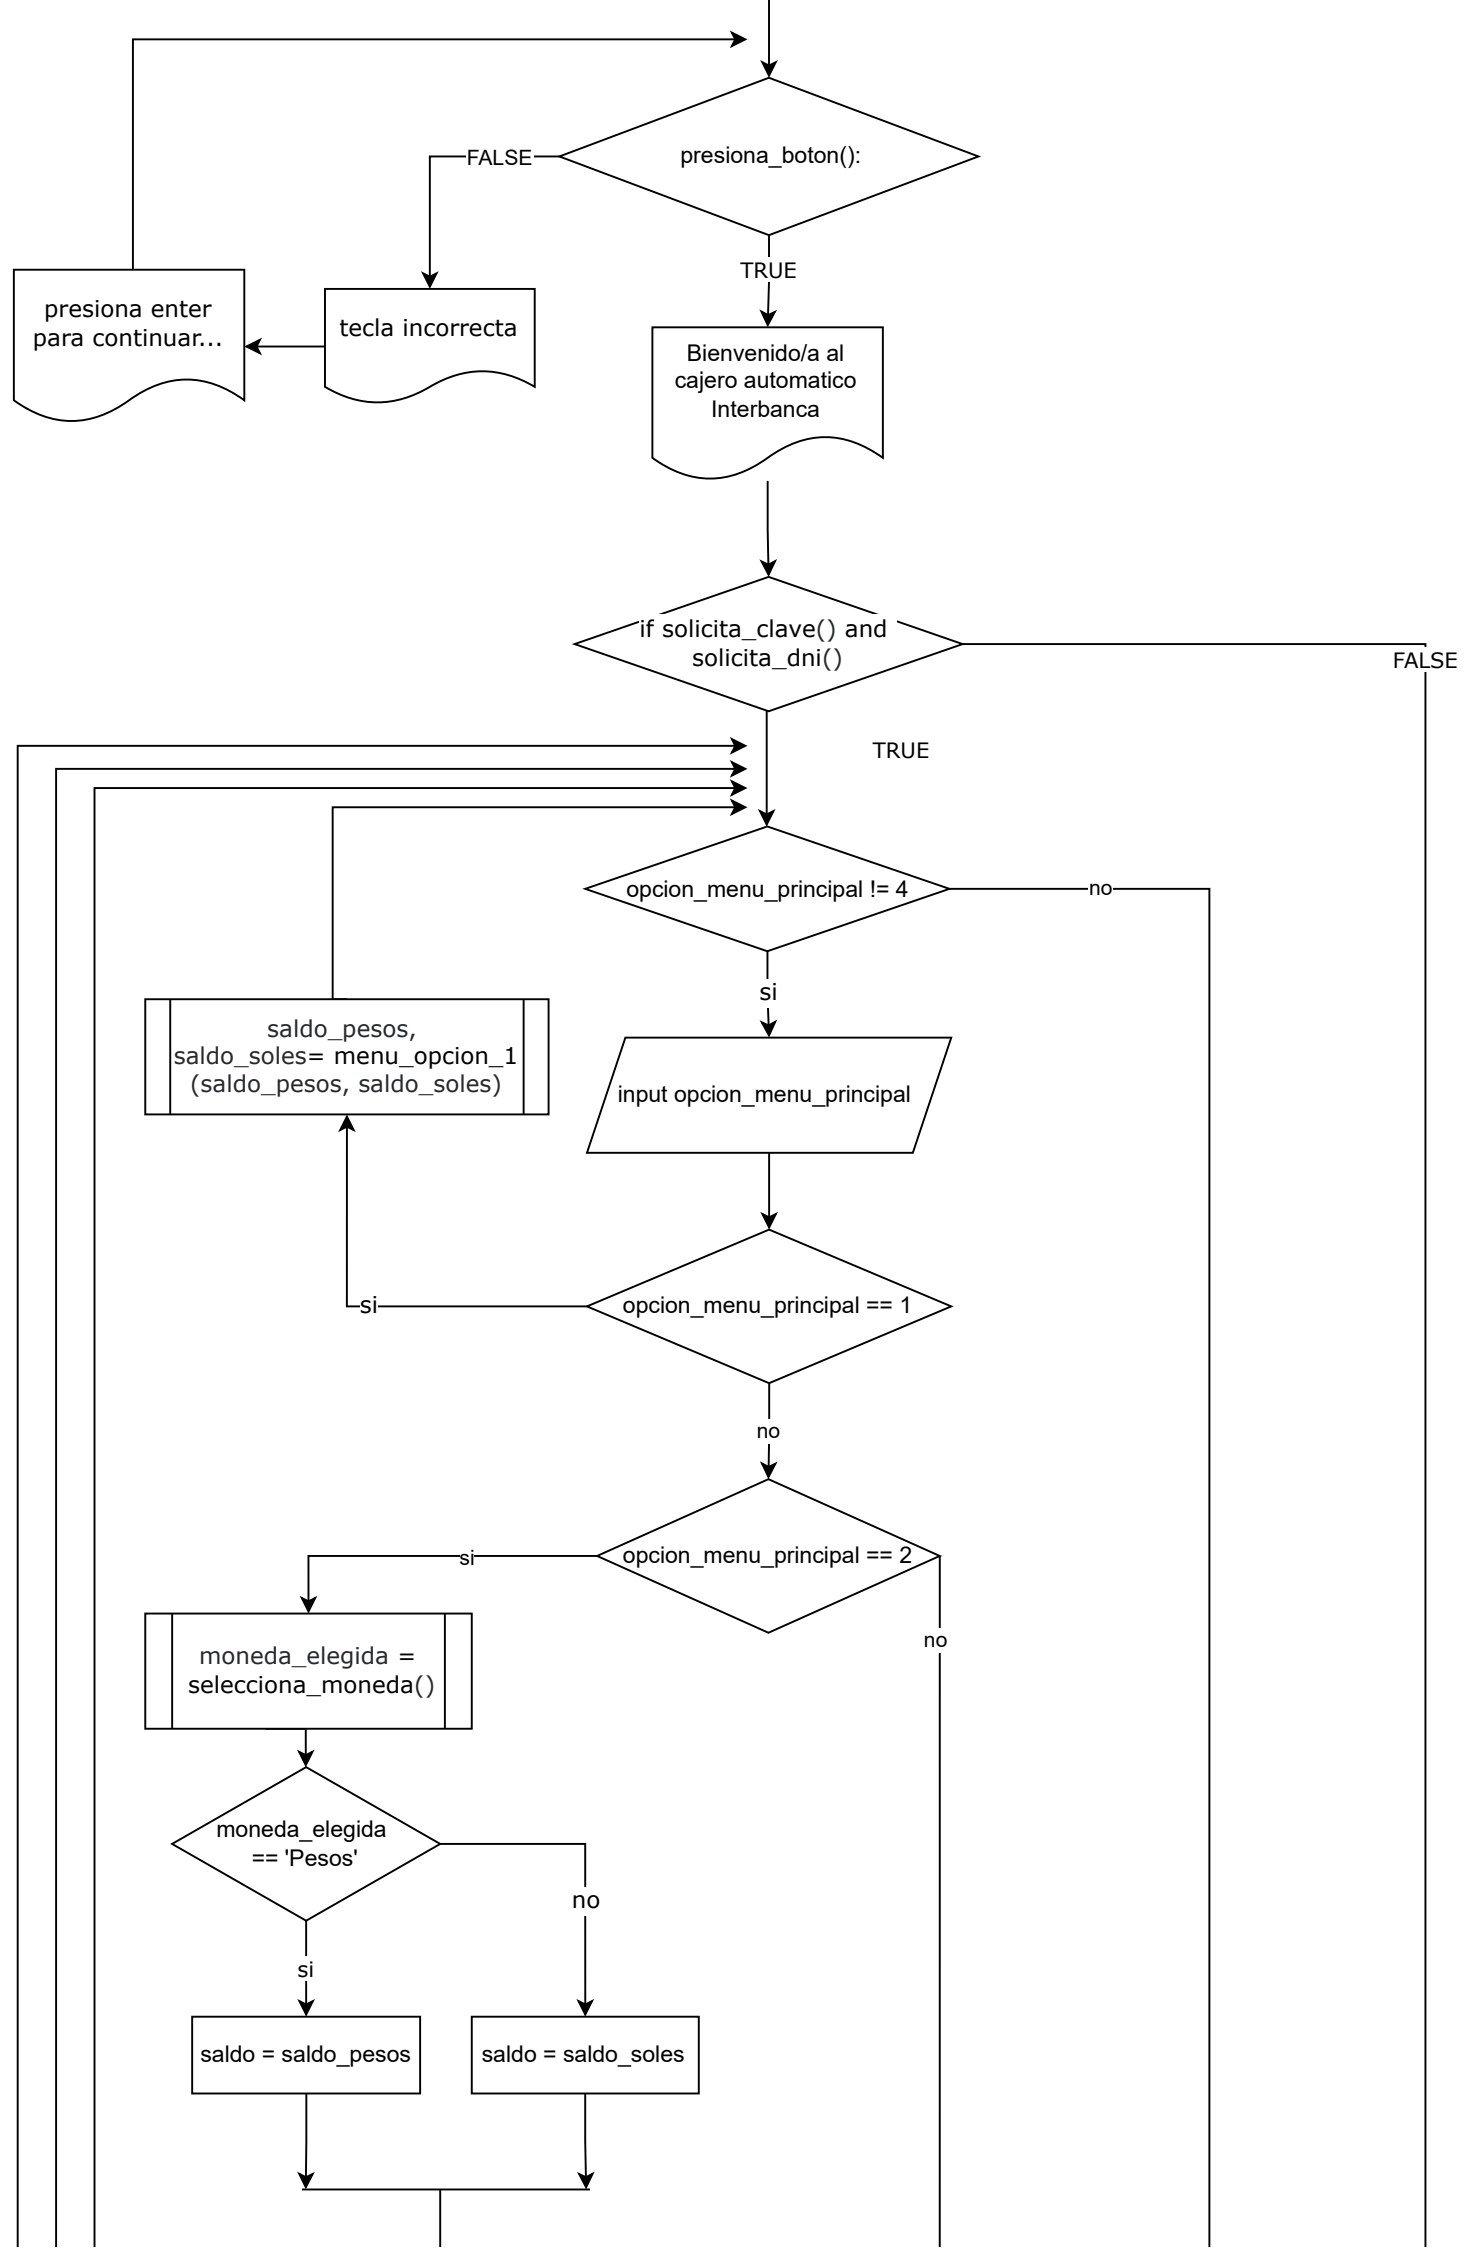 presiona_boton():
FALSE
TRUE
presiona enter
para continuar...
tecla incorrecta
Bienvenido/a al
cajero automatico
Interbanca
if solicita_clave() and
solicita_dni()
FALSE
TRUE
opcion_menu_principal != 4
no
si
saldo_pesos,
saldo_soles= menu_opcion_1
(saldo_pesos, saldo_soles)
input opcion_menu_principal
opcion_menu_principal == 1
si
no
opcion_menu_principal == 2
si
no
moneda_elegida =
selecciona_moneda()
moneda_elegida
== 'Pesos'
no
si
saldo = saldo_pesos
saldo = saldo_soles